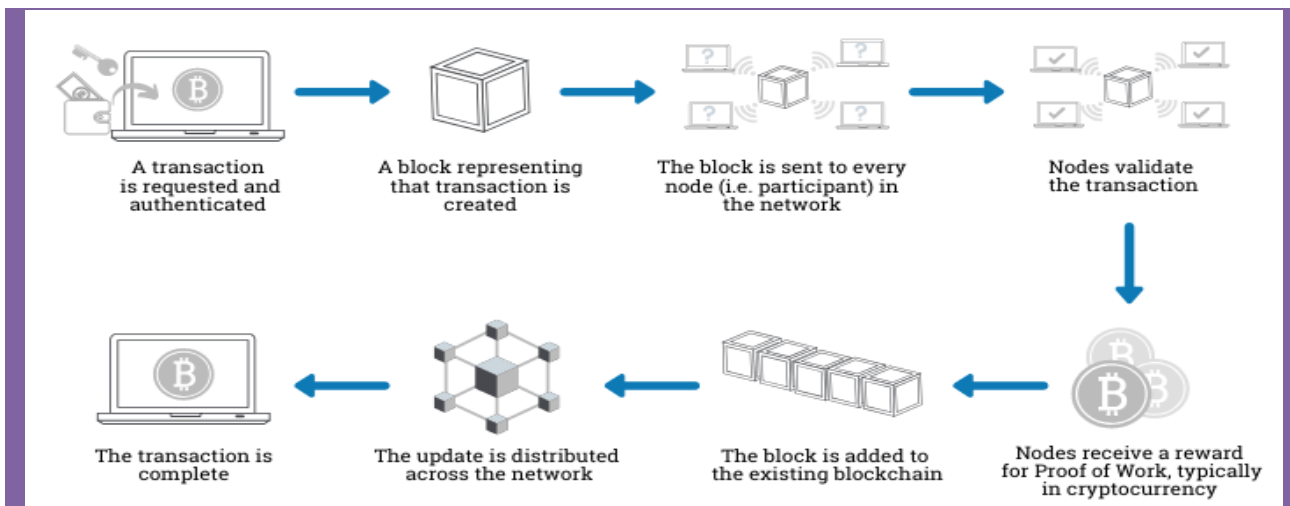 A transaction
is requested and
authenticated
A block representing
that transaction is
created
The block is sent to every
node (i.e. participant) in
the network
Nodes validate
the transaction
Nodes receive a reward
for Proof of Work, typically
in cryptocurrency
The block is added to
the existing blockchain
The update is distributed
across the network
The transaction is
complete